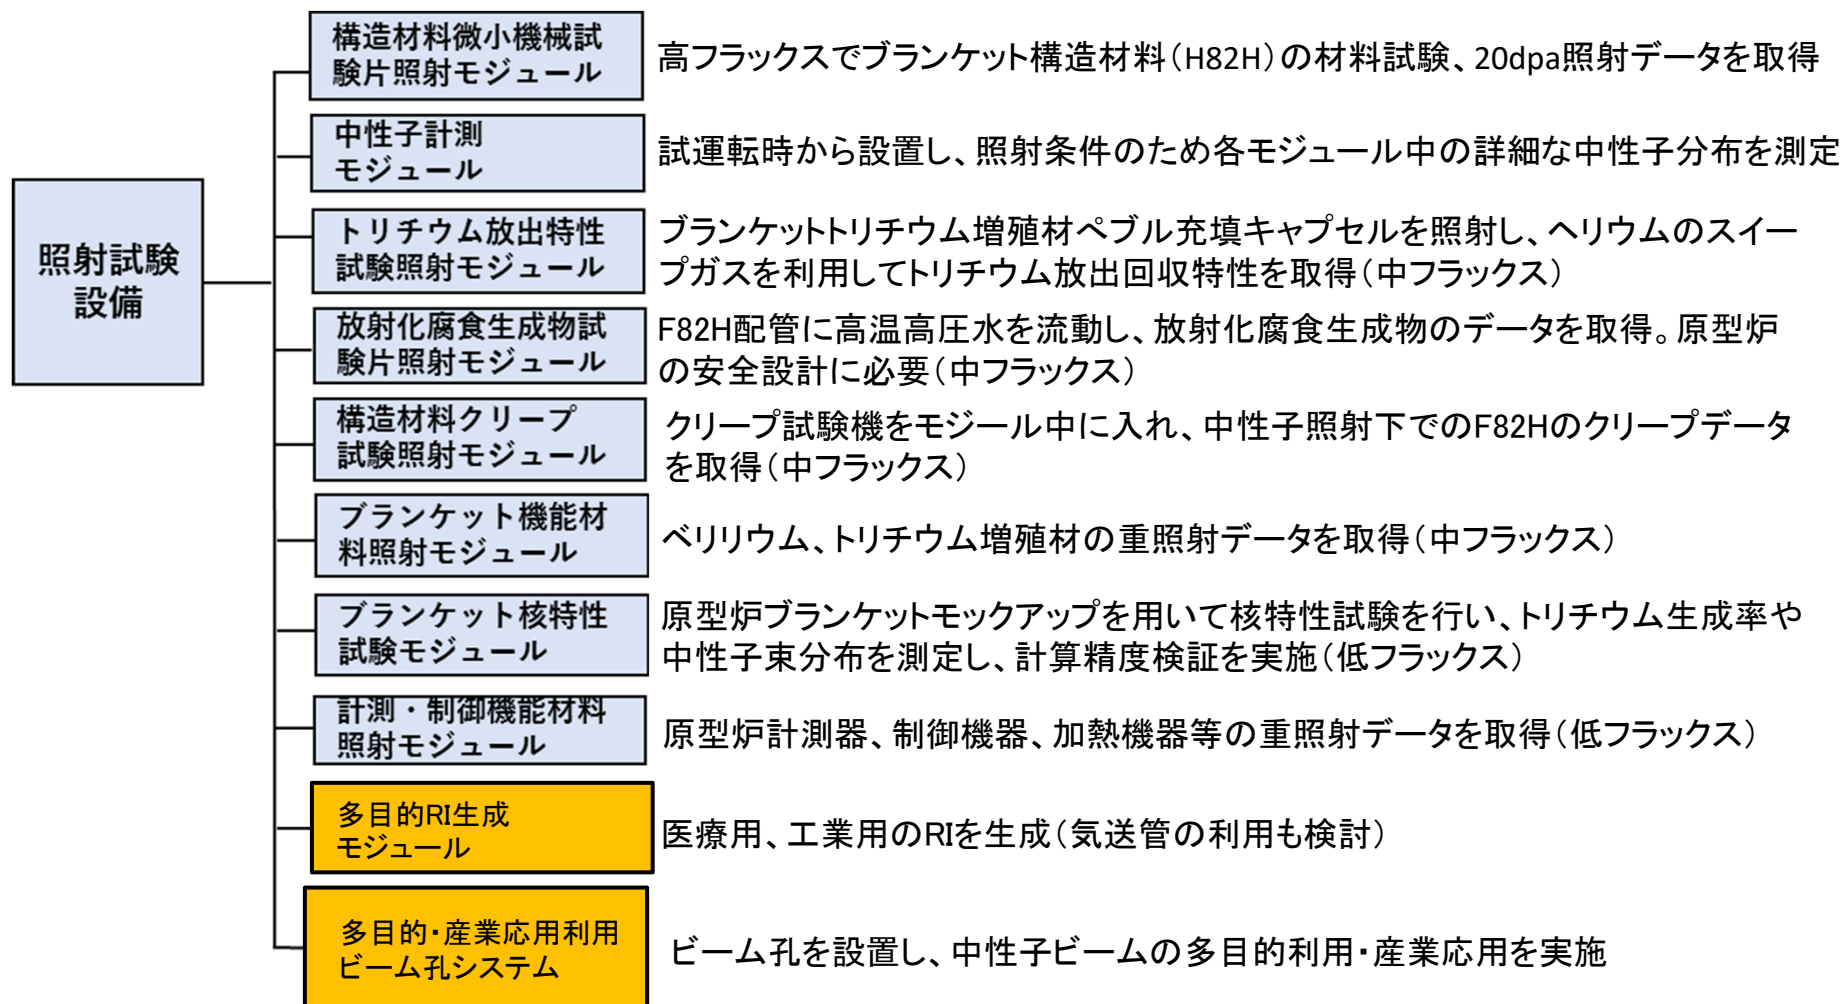 照射試験
設備
構造材料微小機械試
験片照射モジュール
高フラックスでブランケット構造材料（H82H）の材料試験、20dpa照射データを取得
中性子計測
モジュール
試運転時から設置し、照射条件のため各モジュール中の詳細な中性子分布を測定
トリチウム放出特性
試験照射モジュール
ブランケットトリチウム増殖材ペブル充填キャプセルを照射し、ヘリウムのスイー
プガスを利用してトリチウム放出回収特性を取得（中フラックス）
放射化腐食生成物試
験片照射モジュール
F82H配管に高温高圧水を流動し、放射化腐食生成物のデータを取得。原型炉
の安全設計に必要（中フラックス）
構造材料クリープ
試験照射モジュール
クリープ試験機をモジール中に入れ、中性子照射下でのF82Hのクリープデータ
を取得（中フラックス）
ブランケット機能材
料照射モジュール
ベリリウム、トリチウム増殖材の重照射データを取得（中フラックス）
ブランケット核特性
試験モジュール
原型炉ブランケットモックアップを用いて核特性試験を行い、トリチウム生成率や
中性子束分布を測定し、計算精度検証を実施（低フラックス）
計測・制御機能材料
照射モジュール
原型炉計測器、制御機器、加熱機器等の重照射データを取得（低フラックス）
多目的RI生成
モジュール
医療用、工業用のRIを生成（気送管の利用も検討）
多目的・産業応用利用
ビーム孔システム
ビーム孔を設置し、中性子ビームの多目的利用・産業応用を実施